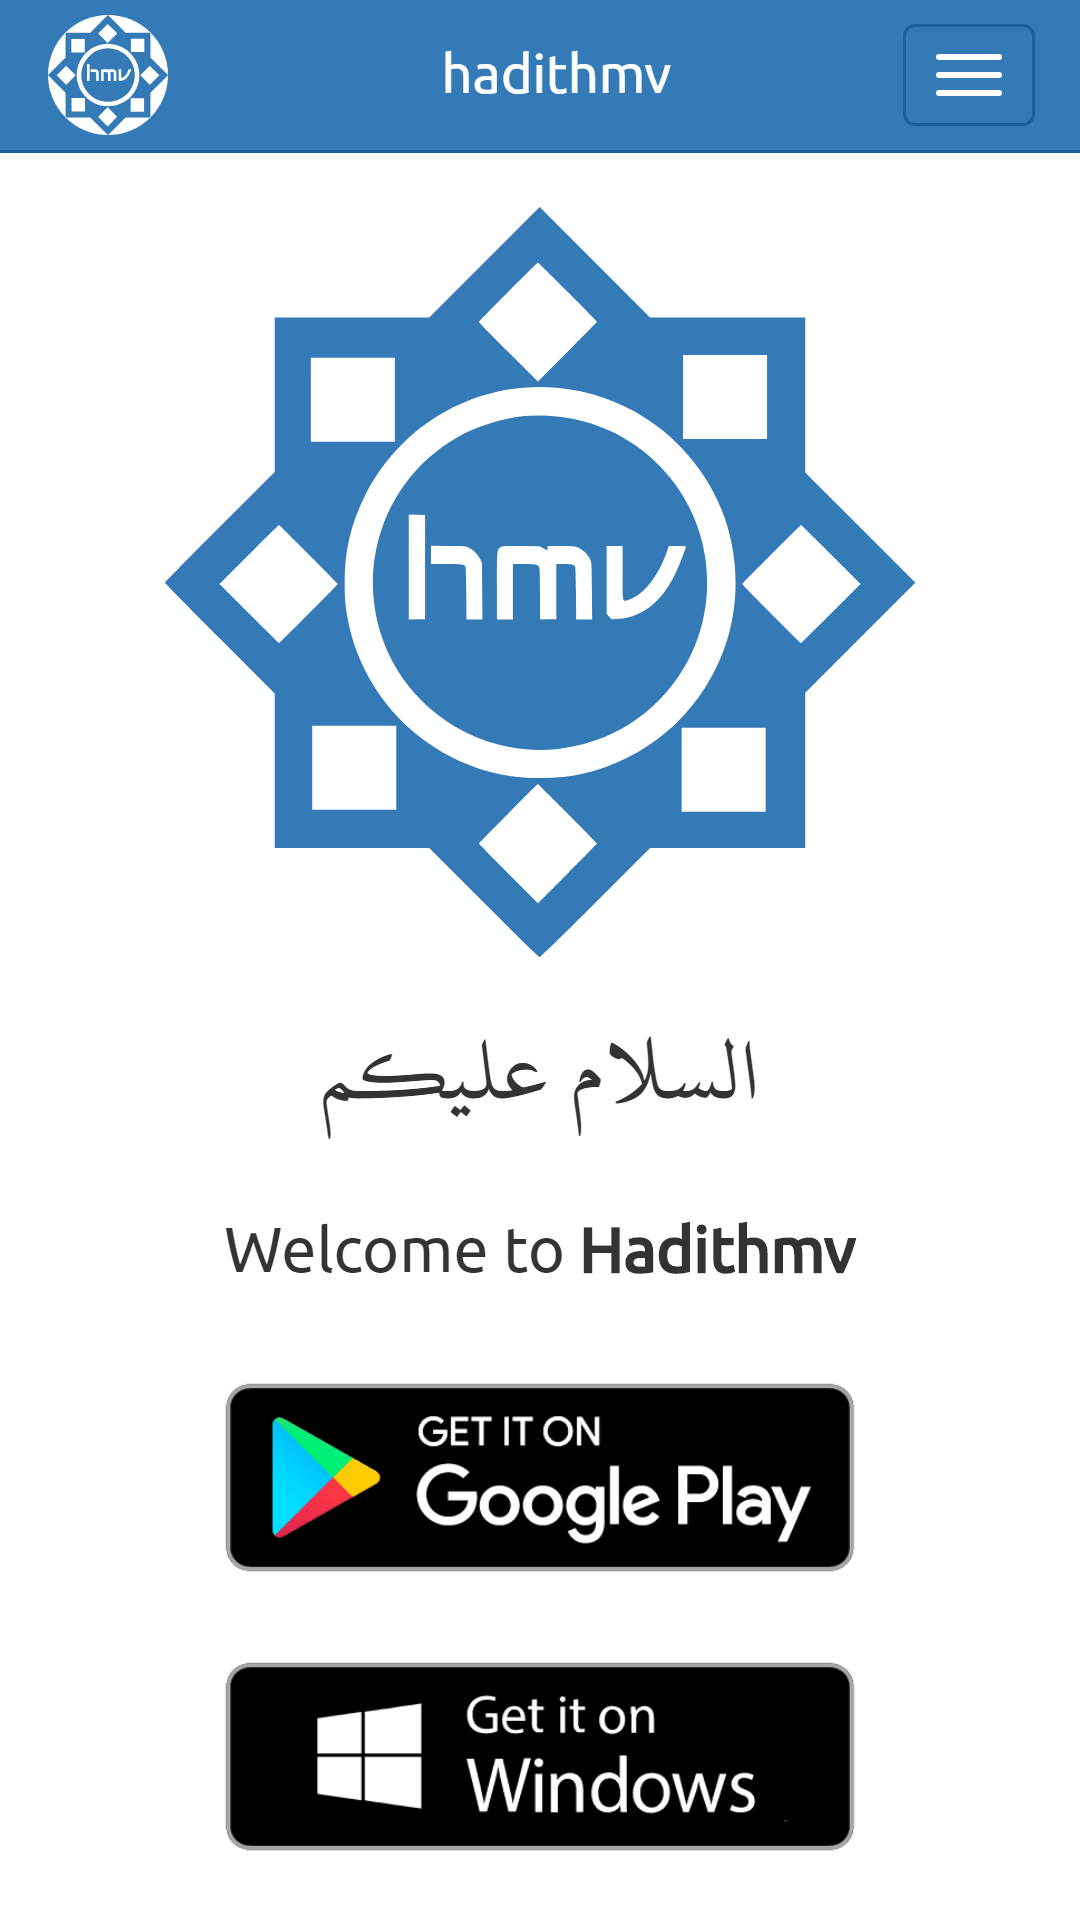 hmv
hadithmv
hmv
السلام عليكم
Welcome to Hadithmv
GET IT ON
Google Play
Get it on
Windows